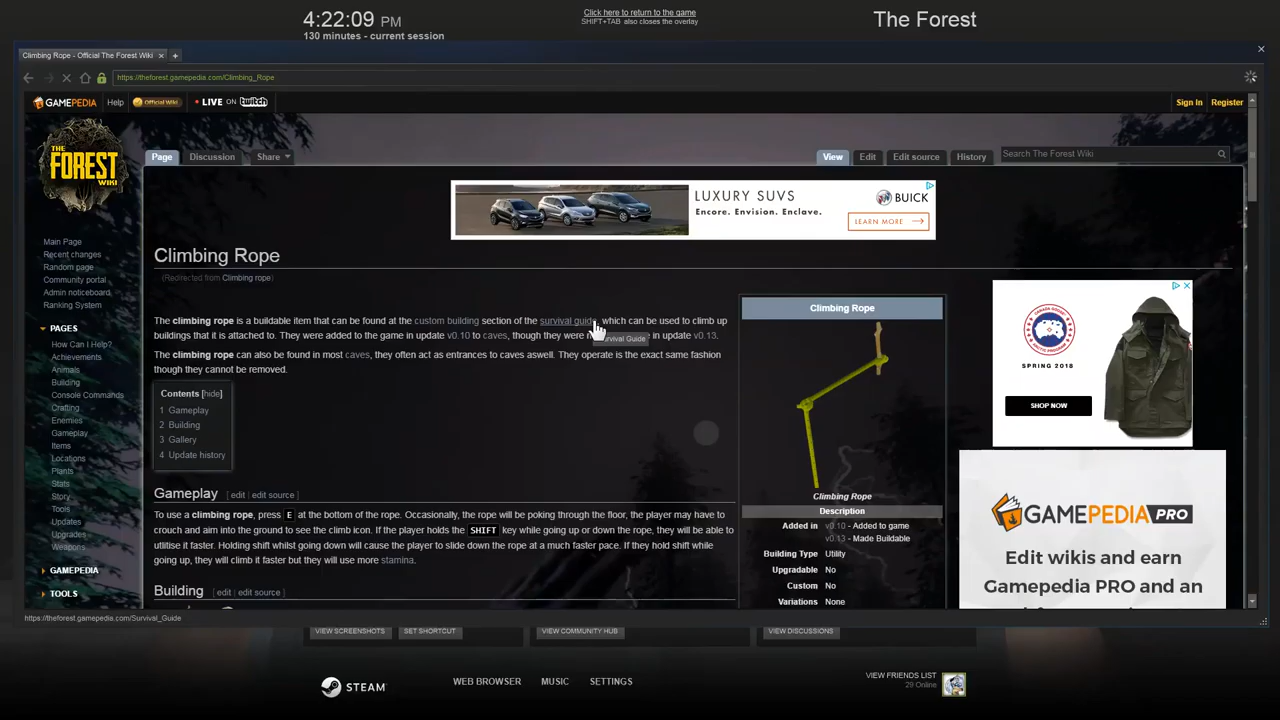 4:22:09 PM
130 minutes - current session
Click here to return to the game
SHIFT+TAB also closes the overlay
The Forest
Climbing Rope - Official The Forest Wiki
https://theforest.gamepedia.com/Climbing_Rope
GAMEPEDIA Help Official Wiki LIVE ON twitch
Sign In Register
THE FOREST WIKI
Page Discussion Share
View Edit Edit source History Search The Forest Wiki
LUXURY SUVS
Encore. Envision. Enclave.
BUICK
LEARN MORE
Main Page
Recent changes
Random page
Community portal
Admin noticeboard
Ranking System
PAGES
How Can I Help?
Achievements
Animals
Building
Console Commands
Crafting
Enemies
Gameplay
Items
Locations
Plants
Stats
Story
Tools
Updates
Upgrades
Weapons
GAMEPEDIA
TOOLS
Climbing Rope
(Redirected from Climbing rope)
The climbing rope is a buildable item that can be found at the custom building section of the survival guide, which can be used to climb up
buildings that it is attached to. They were added to the game in update v0.10 to caves, though they were in update v0.13.
Survival Guide
The climbing rope can also be found in most caves, they often act as entrances to caves aswell. They operate is the exact same fashion
though they cannot be removed.
Contents [hide]
1 Gameplay
2 Building
3 Gallery
4 Update history
Gameplay edit edit source
To use a climbing rope, press E at the bottom of the rope. Occasionally, the rope will be poking through the floor, the player may have to
crouch and aim into the ground to see the climb icon. If the player holds the SHIFT key while going up or down the rope, they will be able to
utlitise it faster. Holding shift whilst going down will cause the player to slide down the rope at a much faster pace. If they hold shift while
going up, they will climb it faster but they will use more stamina.
Building edit edit source
Climbing Rope
Climbing Rope
Description
Added in v0.10 - Added to game
v0.13 - Made Buildable
Building Type Utility
Upgradable No
Custom No
Variations None
CANADA GOOSE
SPRING 2018
SHOP NOW
GAMEPEDIA PRO
Edit wikis and earn
Gamepedia PRO and an
https://theforest.gamepedia.com/Survival_Guide
VIEW SCREENSHOTS SET SHORTCUT VIEW COMMUNITY HUB VIEW DISCUSSIONS
STEAM WEB BROWSER MUSIC SETTINGS
VIEW FRIENDS LIST
29 Online